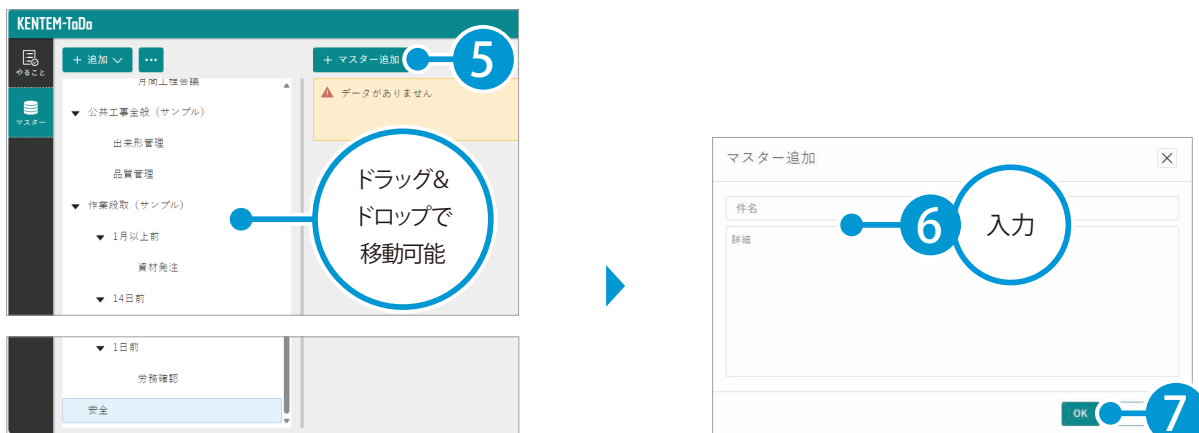 KENTEM-ToDo
やること
マスター
+ 追加
...
+ マスター追加
5
月間工程会議
データがありません
公共工事全般（サンプル）
出来形管理
品質管理
作業段取（サンプル）
1月以上前
資材発注
14日前
ドラッグ&
ドロップで
移動可能
1日前
労務確認
安全
マスター追加
件名
詳細
6
入力
OK
7